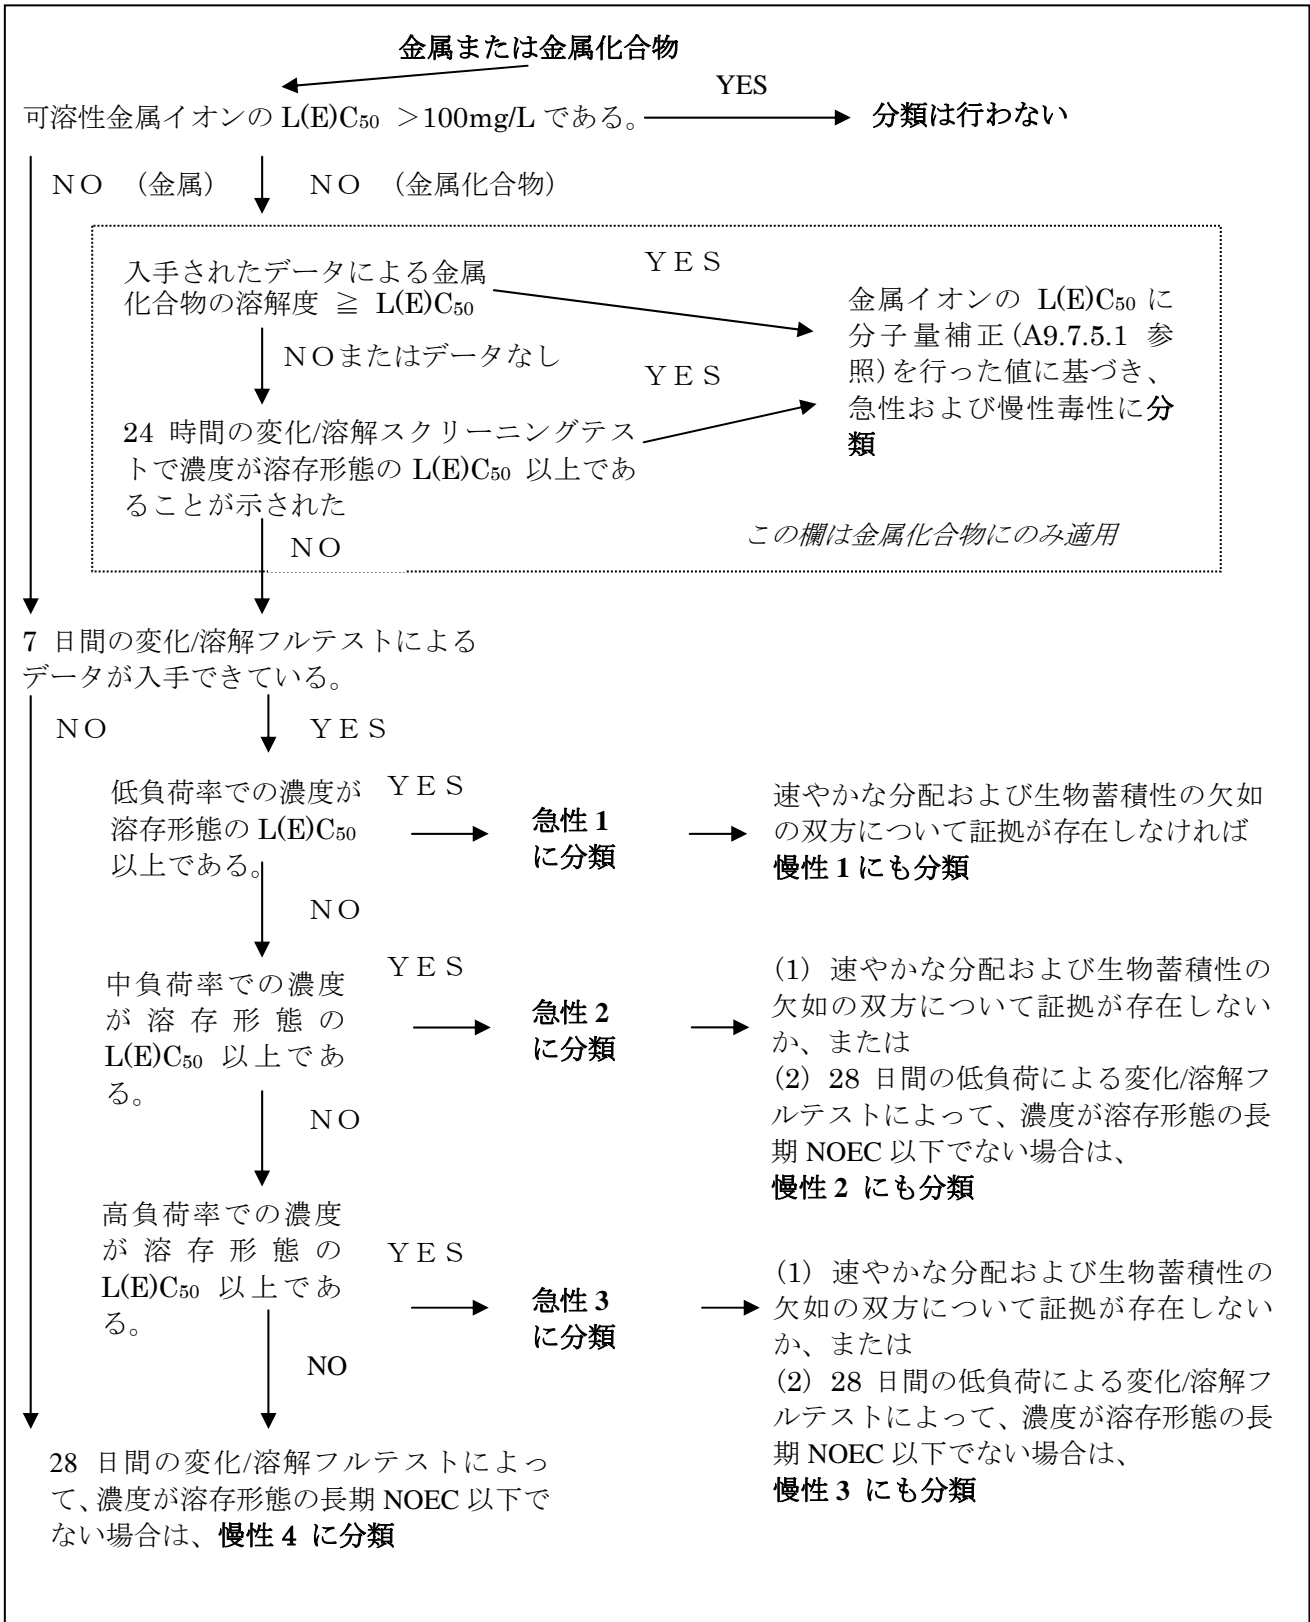 金属または金属化合物
YES
可溶性金属イオンの L(E)C50 >100mg/L である。
分類は行わない
NO (金属)
NO (金属化合物)
入手されたデータによる金属
化合物の溶解度 ≧ L(E)C50
YES
NOまたはデータなし
YES
金属イオンの L(E)C50 に
分子量補正(A9.7.5.1 参
照)を行った値に基づき、
急性および慢性毒性に分
類
24 時間の変化/溶解スクリーニングテス
トで濃度が溶存形態の L(E)C50 以上であ
ることが示された
この欄は金属化合物にのみ適用
NO
7 日間の変化/溶解フルテストによる
データが入手できている。
NO
YES
低負荷率での濃度が
溶存形態の L(E)C50
以上である。
YES
急性 1
に分類
速やかな分配および生物蓄積性の欠如
の双方について証拠が存在しなければ
慢性 1 にも分類
NO
中負荷率での濃度
が溶存形態の
L(E)C50 以上であ
る。
YES
急性 2
に分類
(1) 速やかな分配および生物蓄積性の
欠如の双方について証拠が存在しない
か、または
(2) 28 日間の低負荷による変化/溶解フ
ルテストによって、濃度が溶存形態の長
期 NOEC 以下でない場合は、
慢性 2 にも分類
NO
高負荷率での濃度
が溶存形態の
L(E)C50 以上であ
る。
YES
急性 3
に分類
(1) 速やかな分配および生物蓄積性の
欠如の双方について証拠が存在しない
か、または
(2) 28 日間の低負荷による変化/溶解フ
ルテストによって、濃度が溶存形態の長
期 NOEC 以下でない場合は、
慢性 3 にも分類
NO
28 日間の変化/溶解フルテストによっ
て、濃度が溶存形態の長期 NOEC 以下で
ない場合は、慢性 4 に分類